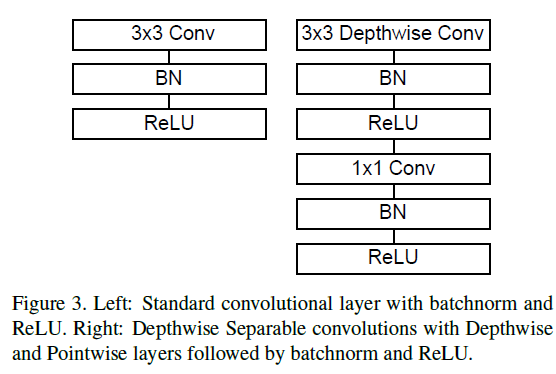 3x3 Conv
BN
ReLU
3x3 Depthwise Conv
BN
ReLU
1x1 Conv
BN
ReLU
Figure 3. Left: Standard convolutional layer with batchnorm and
ReLU. Right: Depthwise Separable convolutions with Depthwise
and Pointwise layers followed by batchnorm and ReLU.